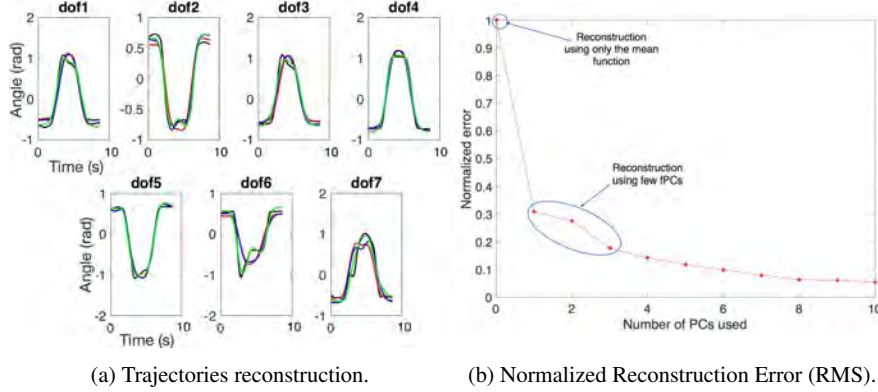 dof1 dof2 dof3 dof4
Angle (rad)
2
1
0
-1
0 10
Time (s)
1
0.5
0
-0.5
-1
0 10
2
1
0
-1
0 10
2
1
0
-1
0 10
dof5 dof6 dof7
Angle (rad)
1
0
-1
-2
0 10
Time (s)
1
0
-1
-2
0 10
2
1
0
-1
0 10
(a) Trajectories reconstruction.
Normalized error
1
0.9
0.8
0.7
0.6
0.5
0.4
0.3
0.2
0.1
0
Reconstruction
using only the mean
function
Reconstruction
using few fPCs
0 2 4 6 8 10
Number of PCs used
(b) Normalized Reconstruction Error (RMS).